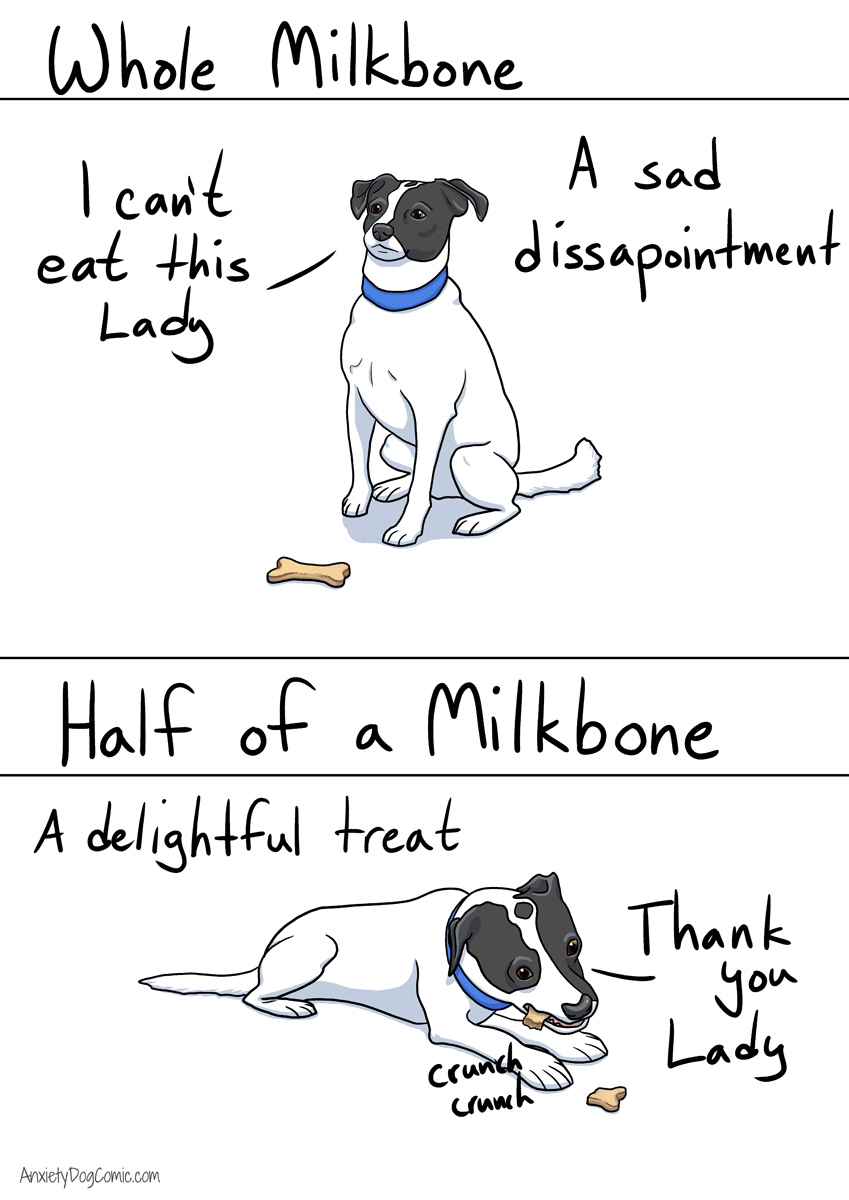 Whole Milkbone
I can't
eat this
Lady
A sad
dissapointment
Half of a Milkbone
A delightful treat
Thank
you
Lady
crunch
crunch
AnxietyDogComic.com